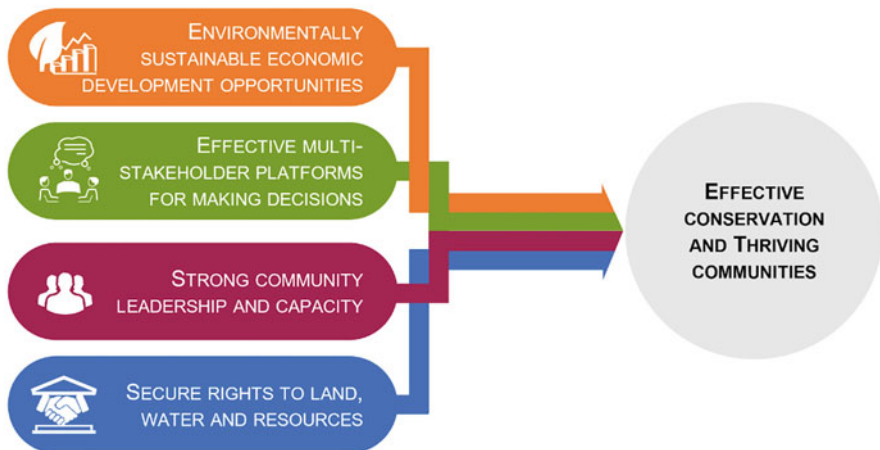 ENVIRONMENTALLY
SUSTAINABLE ECONOMIC
DEVELOPMENT OPPORTUNITIES
EFFECTIVE MULTI-
STAKEHOLDER PLATFORMS
FOR MAKING DECISIONS
STRONG COMMUNITY
LEADERSHIP AND CAPACITY
SECURE RIGHTS TO LAND,
WATER AND RESOURCES
EFFECTIVE
CONSERVATION
AND THRIVING
COMMUNITIES